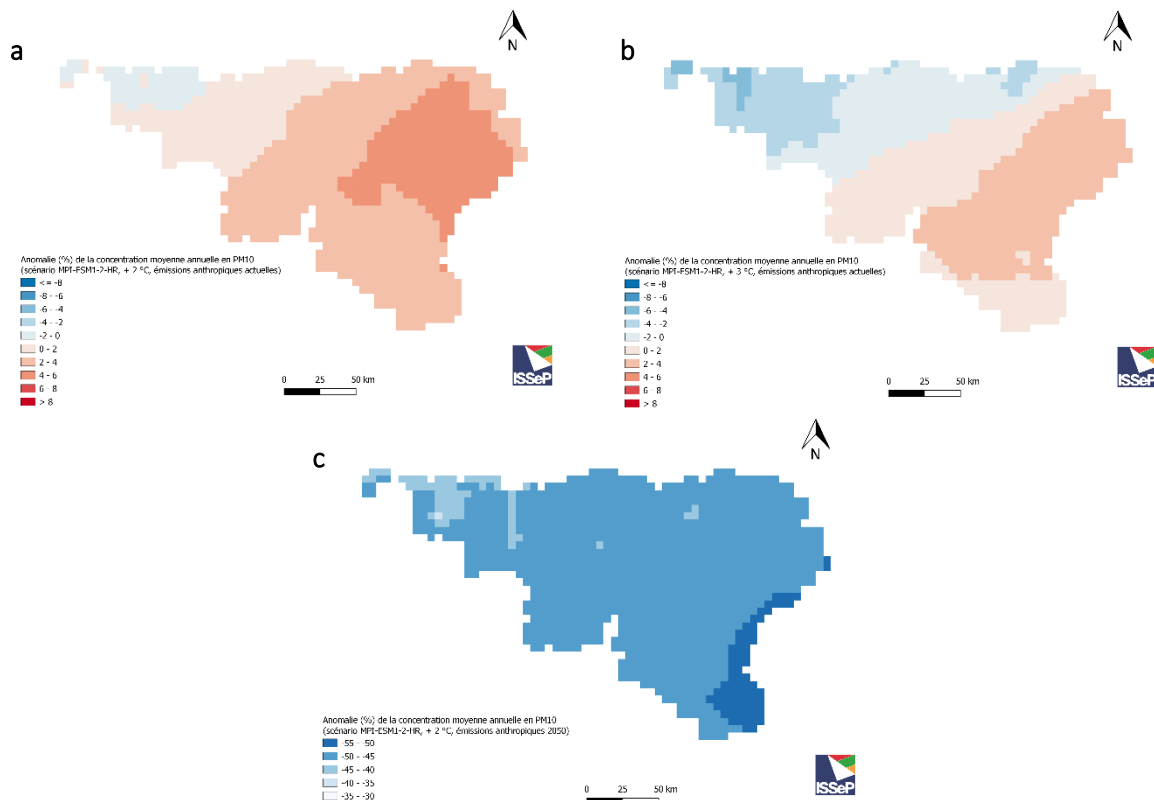 a
N
Anomalie (%) de la concentration moyenne annuelle en PM10
(scénario MPI-ESM1-2-HR, + 2 °C, émissions anthropiques actuelles)
<= -8
-8 - -6
-6 - -4
-4 - -2
-2 - 0
0 - 2
2 - 4
4 - 6
6 - 8
> 8
0 25 50 km
ISSeP
b
N
Anomalie (%) de la concentration moyenne annuelle en PM10
(scénario MPI-ESM1-2-HR, + 3 °C, émissions anthropiques actuelles)
<= -8
-8 - -6
-6 - -4
-4 - -2
-2 - 0
0 - 2
2 - 4
4 - 6
6 - 8
> 8
0 25 50 km
ISSeP
c
N
Anomalie (%) de la concentration moyenne annuelle en PM10
(scénario MPI-ESM1-2-HR, + 2 °C, émissions anthropiques 2050)
-55 - -50
-50 - -45
-45 - -40
-40 - -35
-35 - -30
0 25 50 km
ISSeP